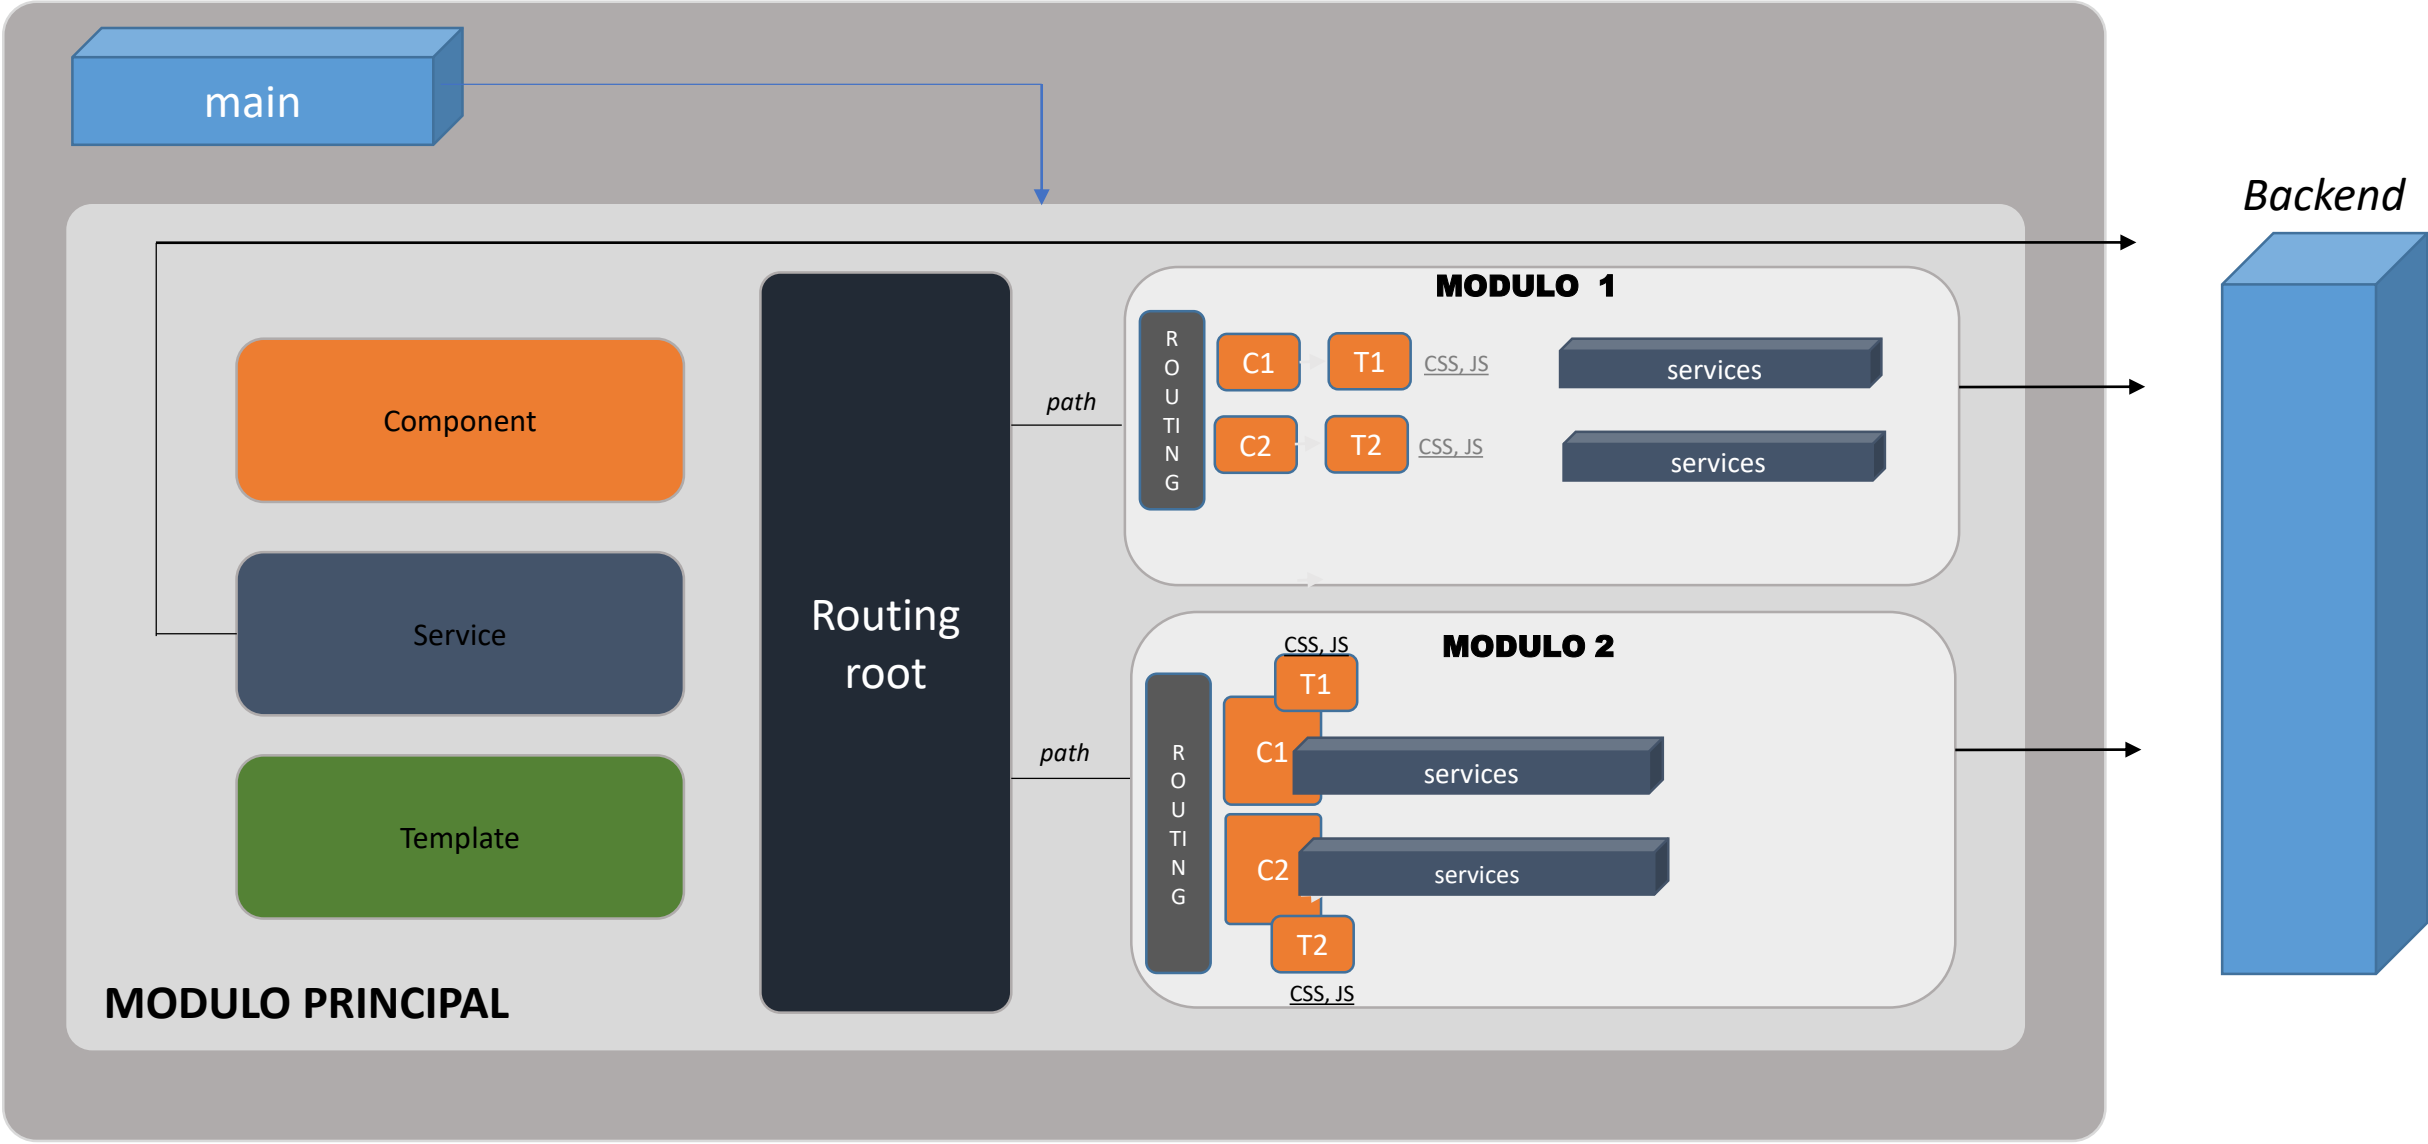 main
Backend
Component
Service
Template
MODULO PRINCIPAL
Routing
root
path
path
MODULO 1
R
O
U
TI
N
G
C1
T1
CSS, JS
services
C2
T2
CSS, JS
services
MODULO 2
CSS, JS
T1
R
O
U
TI
N
G
C1
services
C2
services
T2
CSS, JS